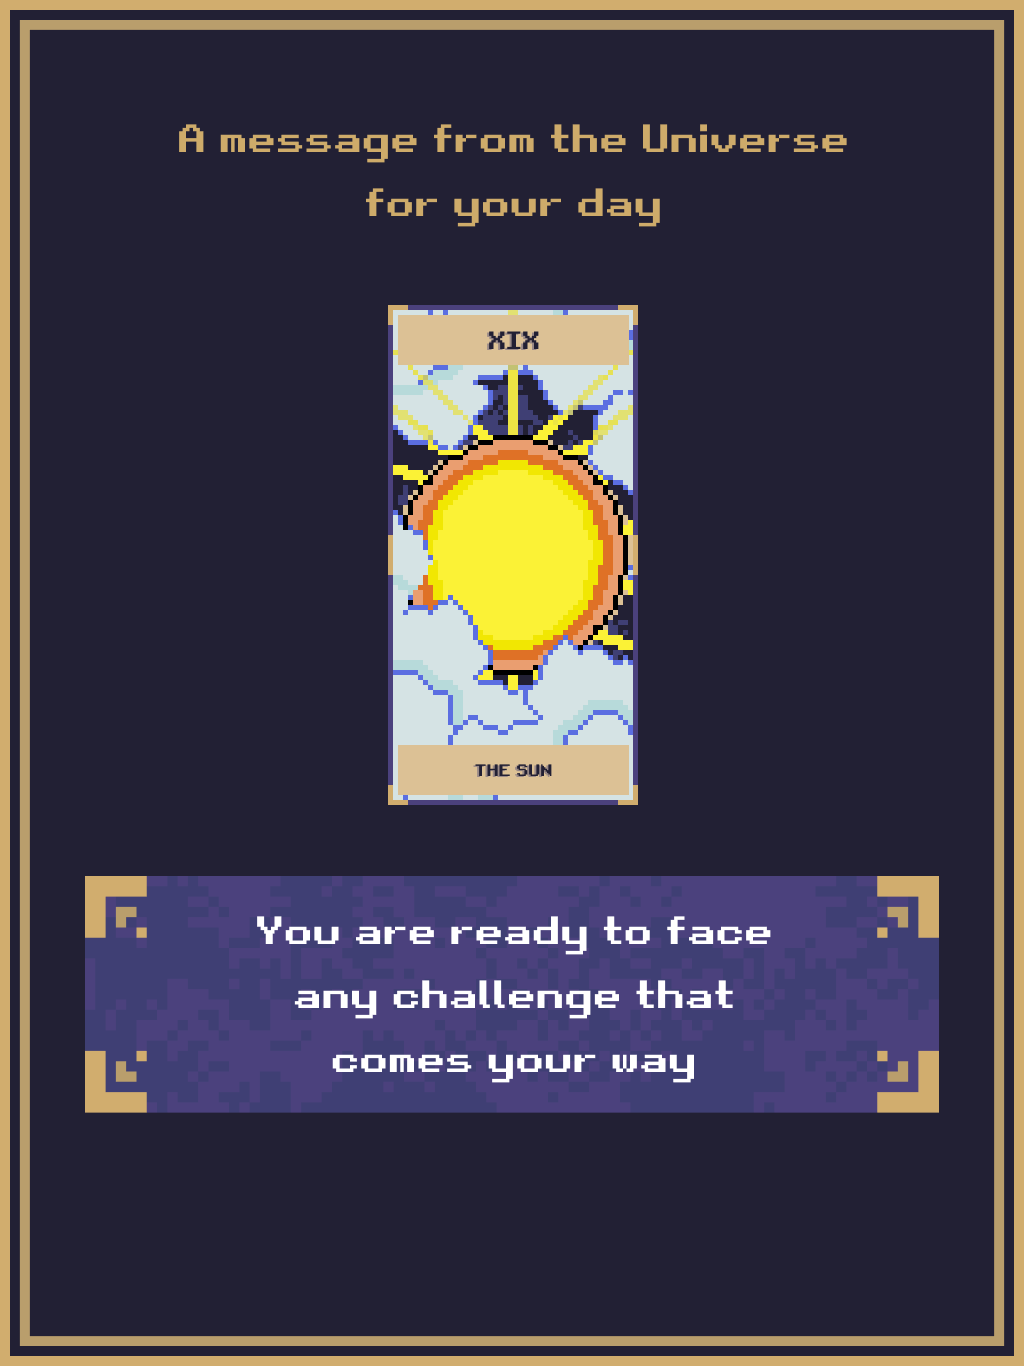 A message from the Universe
for your day
XIX
THE SUN
You are ready to face
any challenge that
comes your way